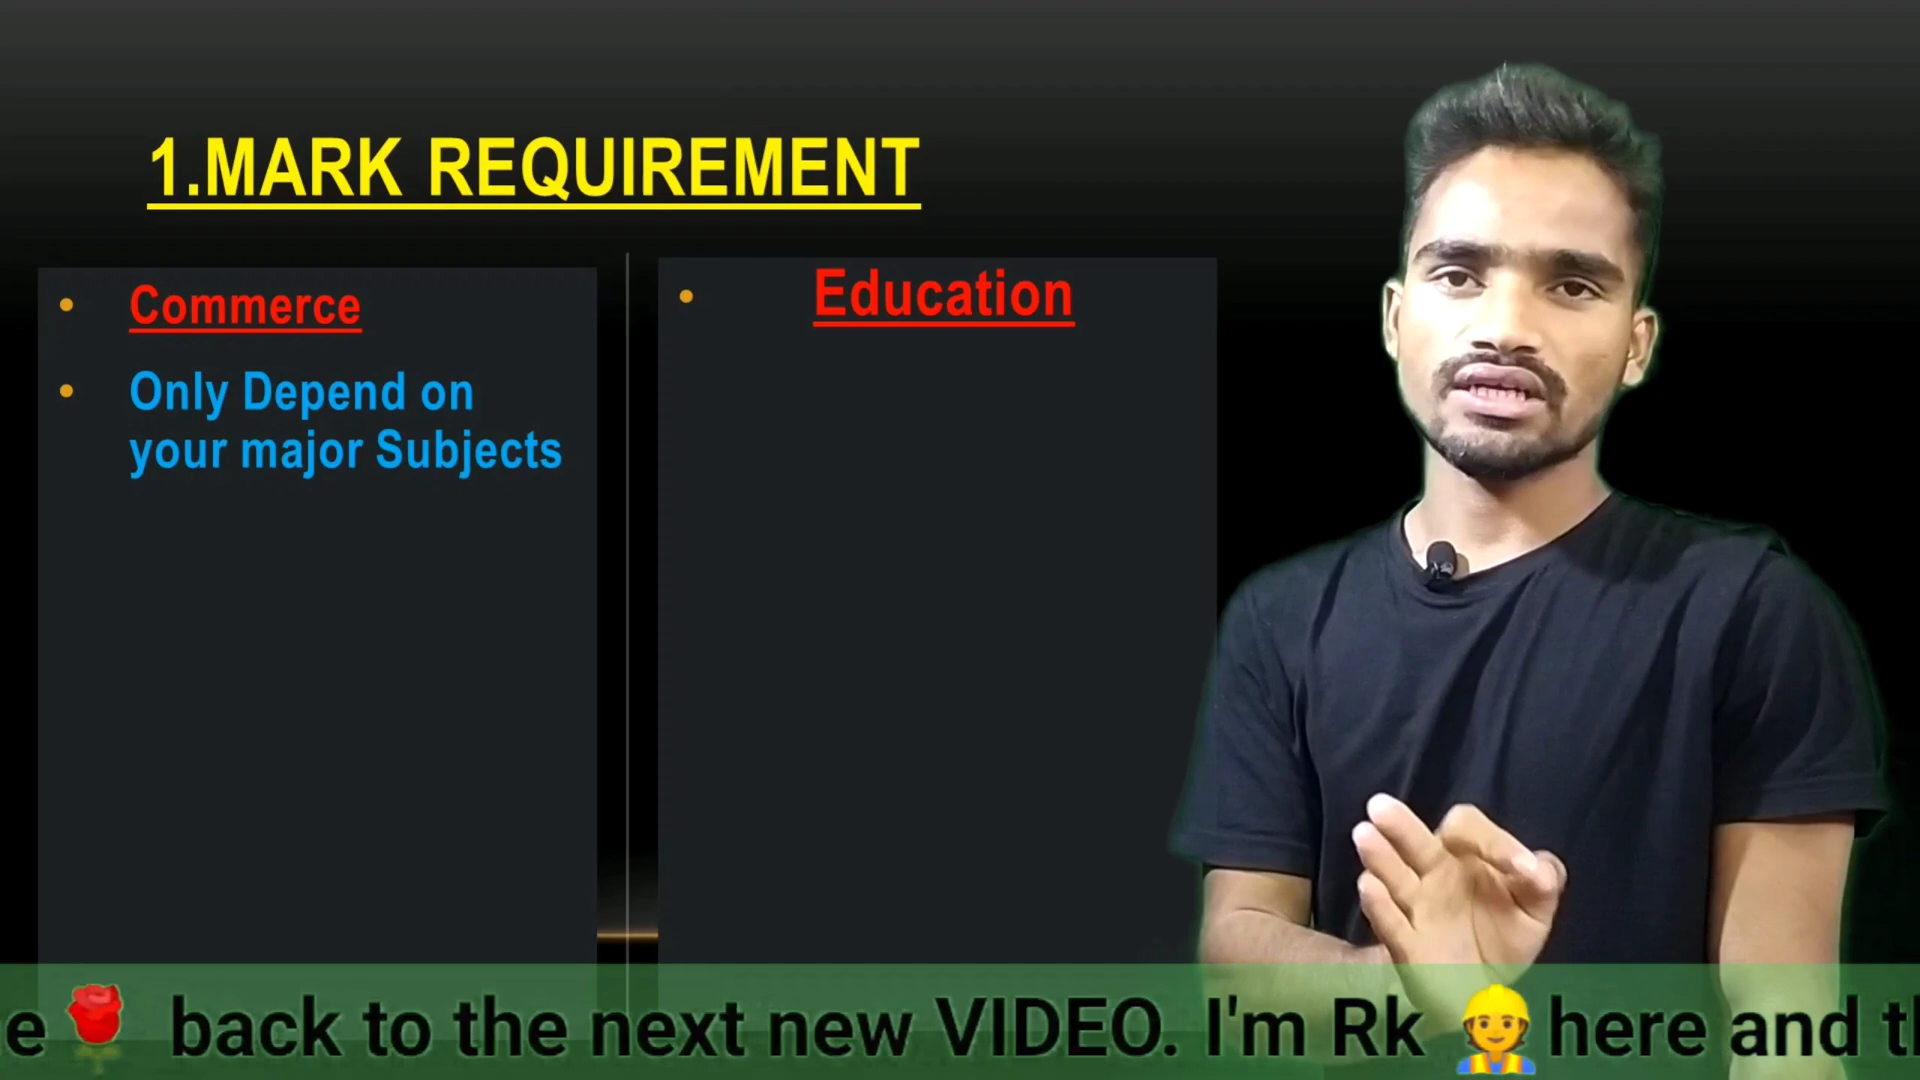 1.MARK REQUIREMENT
Commerce
Only Depend on
your major Subjects
Education
back to the next new VIDEO. I'm Rk 👷here and